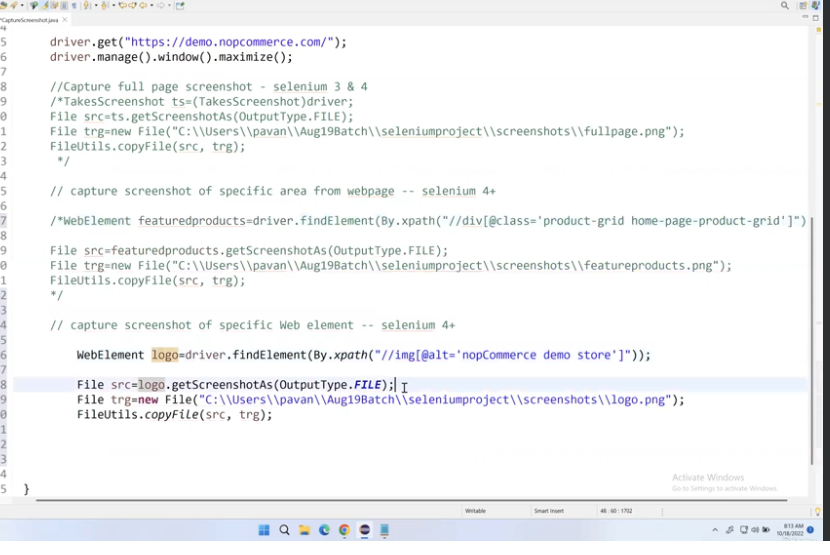 *CaptureScreenshot.java
4
5 driver.get("https://demo.nopcommerce.com/");
6 driver.manage().window().maximize();
7
8 //Capture full page screenshot - selenium 3 & 4
9 /*TakesScreenshot ts=(TakesScreenshot)driver;
0 File src=ts.getScreenshotAs(OutputType.FILE);
1 File trg=new File("C:\\Users\\pavan\\Aug19Batch\\seleniumproject\\screenshots\\fullpage.png");
2 FileUtils.copyFile(src, trg);
3 */
4
5 // capture screenshot of specific area from webpage -- selenium 4+
6
7 /*WebElement featuredproducts=driver.findElement(By.xpath("//div[@class='product-grid home-page-product-grid']")
8
9 File src=featuredproducts.getScreenshotAs(OutputType.FILE);
0 File trg=new File("C:\\Users\\pavan\\Aug19Batch\\seleniumproject\\screenshots\\featureproducts.png");
1 FileUtils.copyFile(src, trg);
2 */
3
4 // capture screenshot of specific Web element -- selenium 4+
5
6 WebElement logo=driver.findElement(By.xpath("//img[@alt='nopCommerce demo store']"));
7
8 File src=logo.getScreenshotAs(OutputType.FILE);
9 File trg=new File("C:\\Users\\pavan\\Aug19Batch\\seleniumproject\\screenshots\\logo.png");
0 FileUtils.copyFile(src, trg);
1
2
3
4
5 }
Activate Windows
Go to Settings to activate Windows.
Writable Smart Insert 48 : 60 : 1702
8:13 AM
10/18/2022